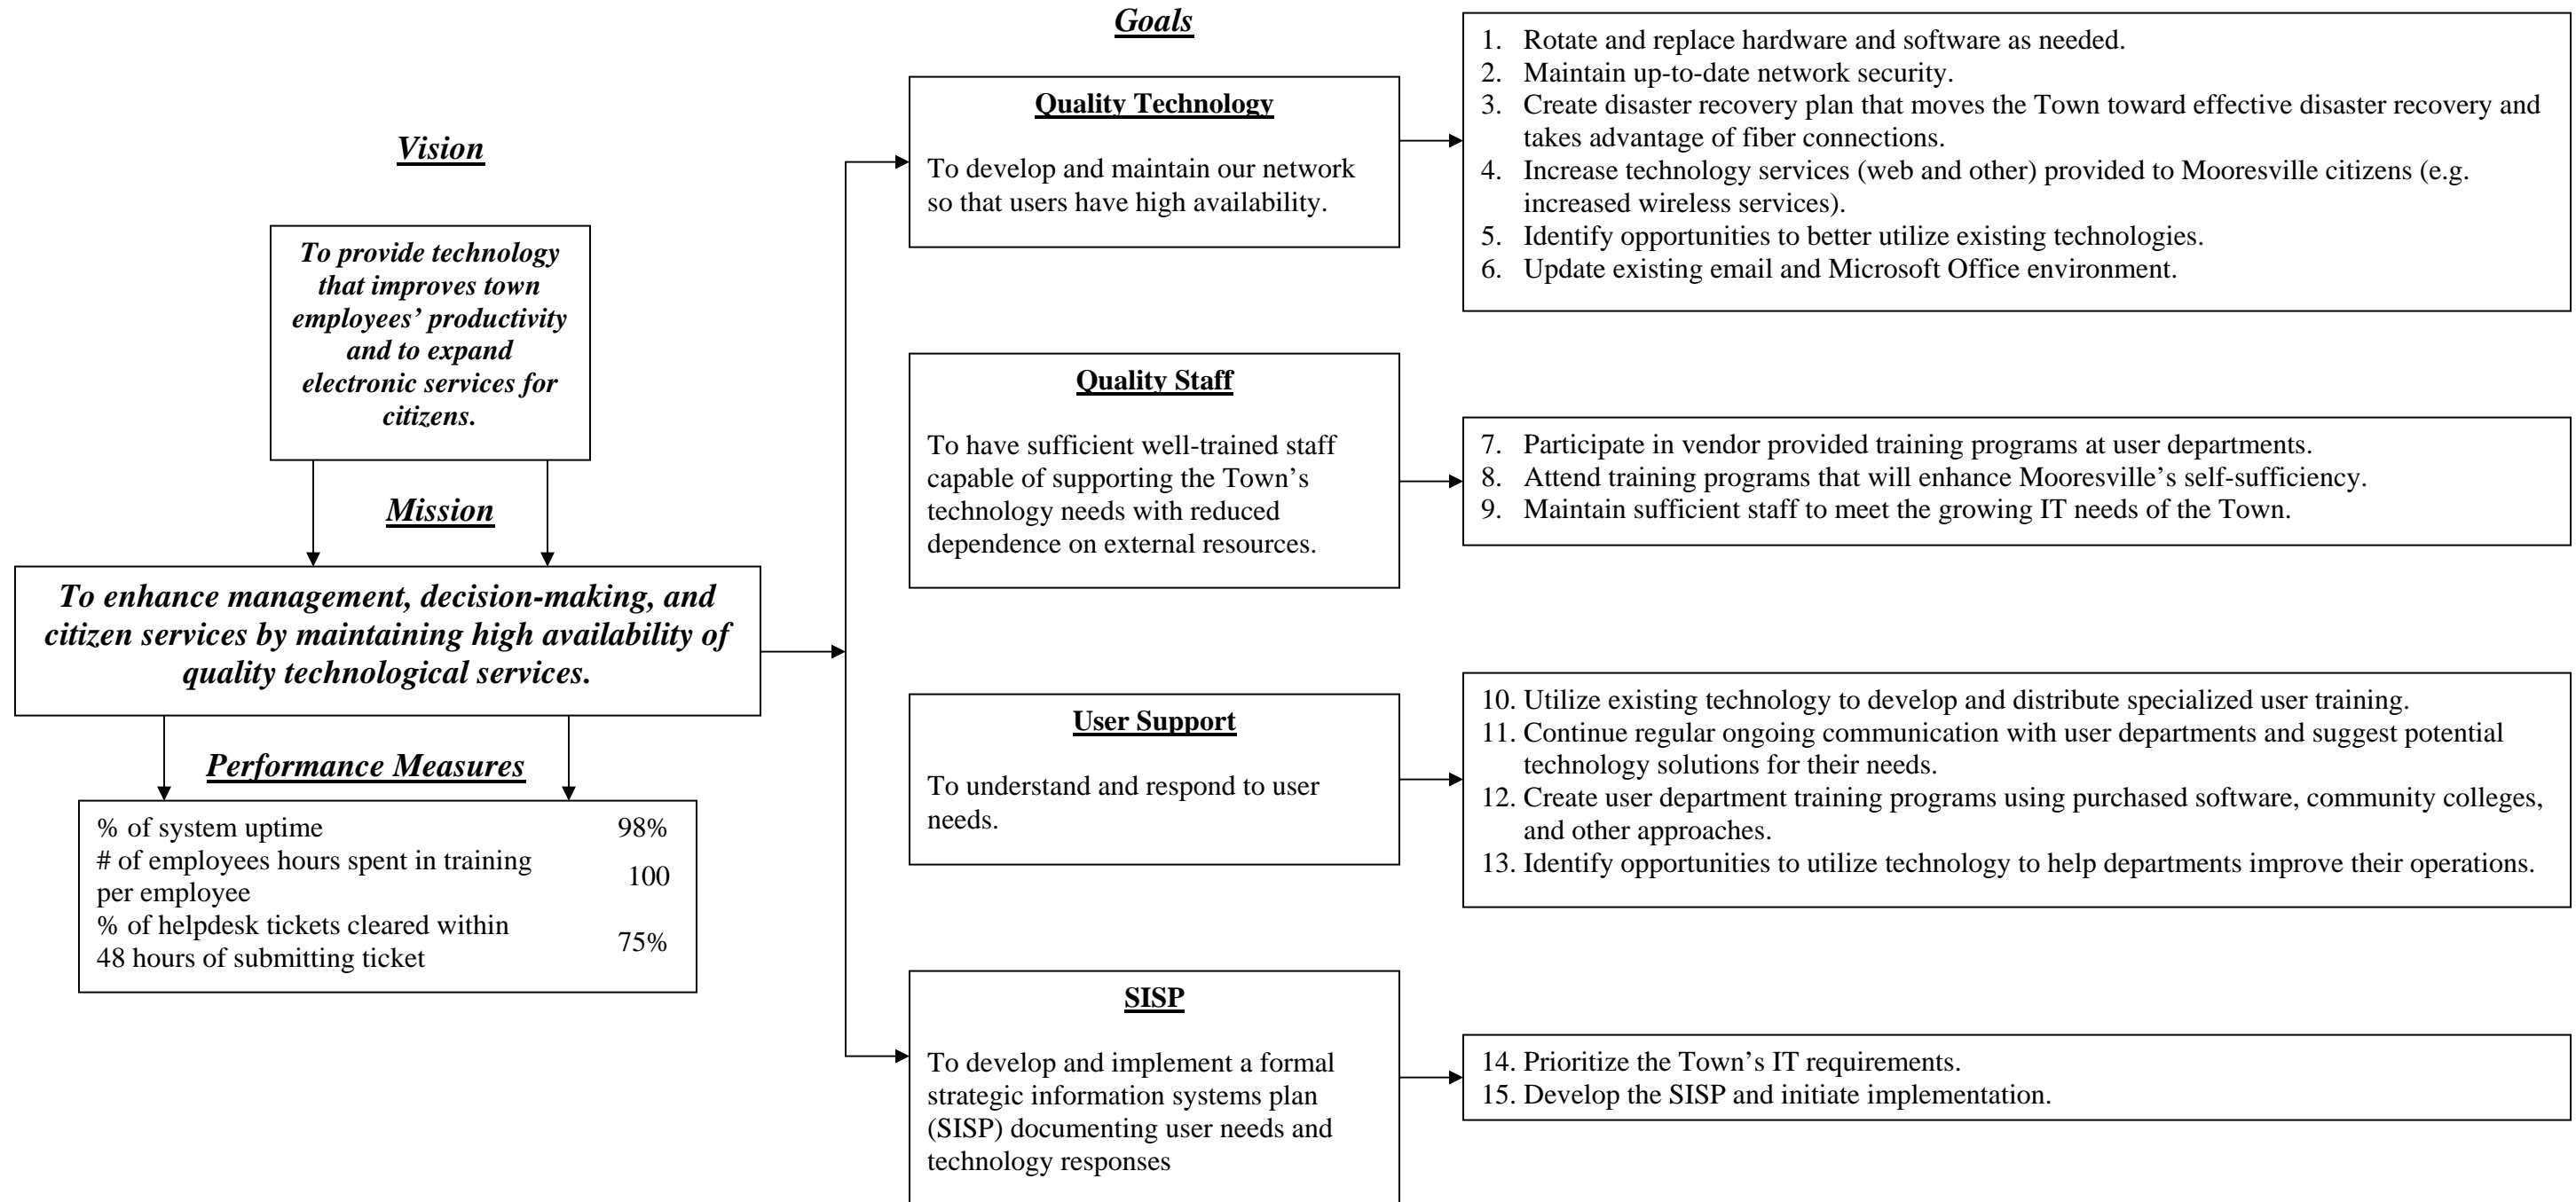 Vision
To provide technology
that improves town
employees’ productivity
and to expand
electronic services for
citizens.
Mission
To enhance management, decision-making, and
citizen services by maintaining high availability of
quality technological services.
Performance Measures
% of system uptime 98%
# of employees hours spent in training
per employee 100
% of helpdesk tickets cleared within
48 hours of submitting ticket 75%
Goals
Quality Technology
To develop and maintain our network
so that users have high availability.
1. Rotate and replace hardware and software as needed.
2. Maintain up-to-date network security.
3. Create disaster recovery plan that moves the Town toward effective disaster recovery and
takes advantage of fiber connections.
4. Increase technology services (web and other) provided to Mooresville citizens (e.g.
increased wireless services).
5. Identify opportunities to better utilize existing technologies.
6. Update existing email and Microsoft Office environment.
Quality Staff
To have sufficient well-trained staff
capable of supporting the Town’s
technology needs with reduced
dependence on external resources.
7. Participate in vendor provided training programs at user departments.
8. Attend training programs that will enhance Mooresville’s self-sufficiency.
9. Maintain sufficient staff to meet the growing IT needs of the Town.
User Support
To understand and respond to user
needs.
10. Utilize existing technology to develop and distribute specialized user training.
11. Continue regular ongoing communication with user departments and suggest potential
technology solutions for their needs.
12. Create user department training programs using purchased software, community colleges,
and other approaches.
13. Identify opportunities to utilize technology to help departments improve their operations.
SISP
To develop and implement a formal
strategic information systems plan
(SISP) documenting user needs and
technology responses
14. Prioritize the Town’s IT requirements.
15. Develop the SISP and initiate implementation.